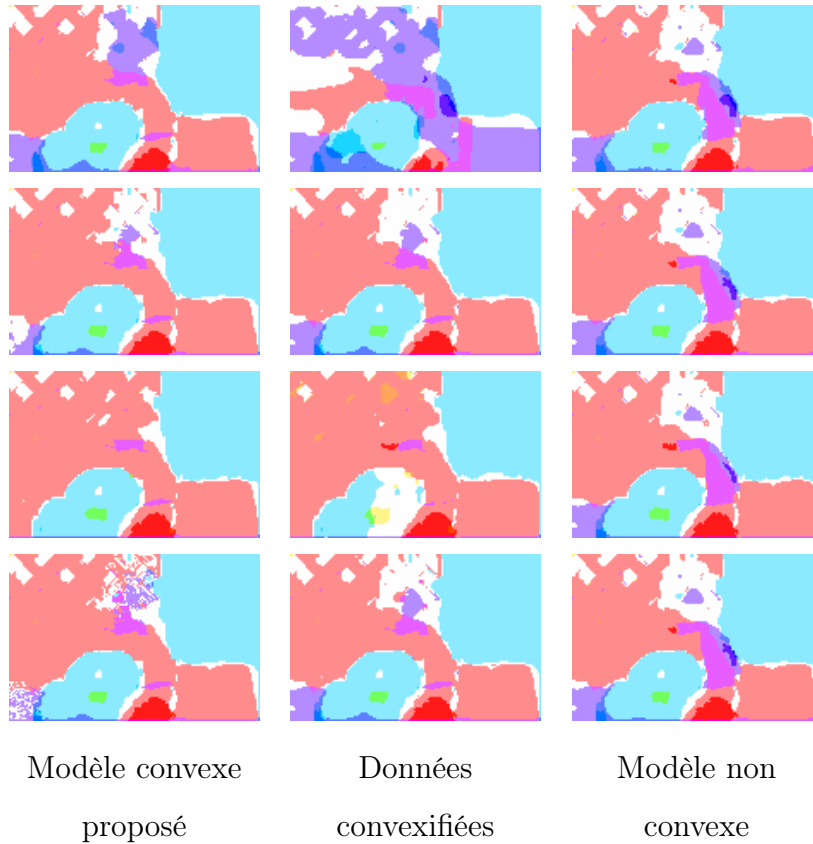 Modèle convexe
proposé
Données
convexifiées
Modèle non
convexe